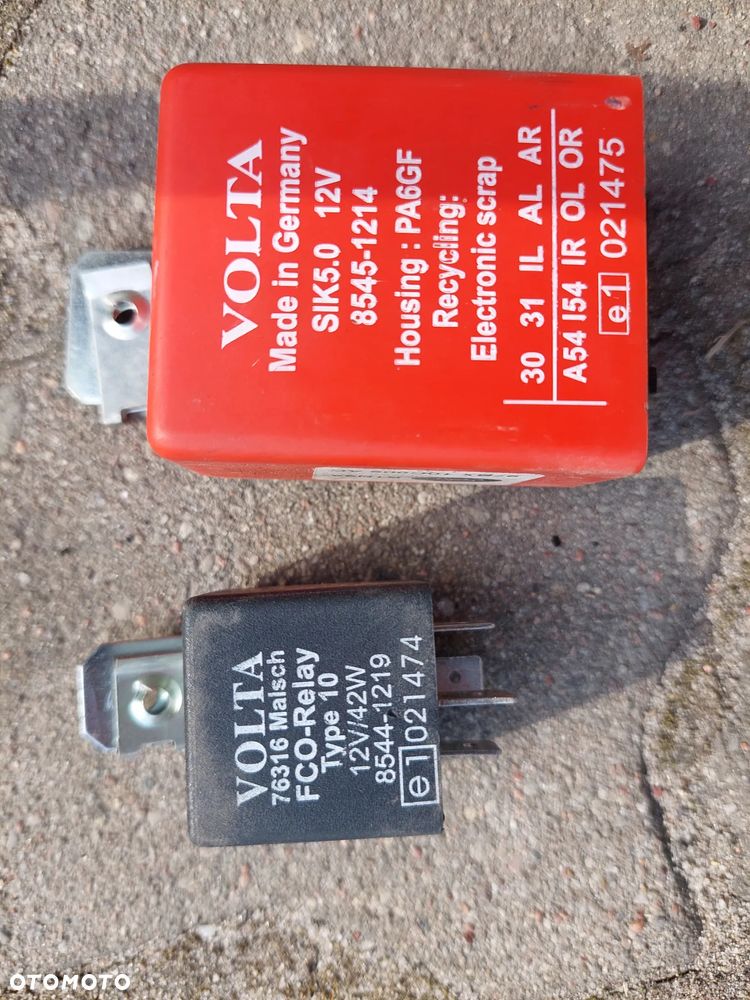 VOLTA
Made in Germany
SIK5.0 12V
8545-1214
Housing : PA6GF
Recycling:
Electronic scrap
30 31 IL AL AR
A54 I54 IR OL OR
e1 021475
VOLTA
76316 Malsch
FCO-Relay
Type 10
12V/42W
8544-1219
e1 021474
OTOMOTO